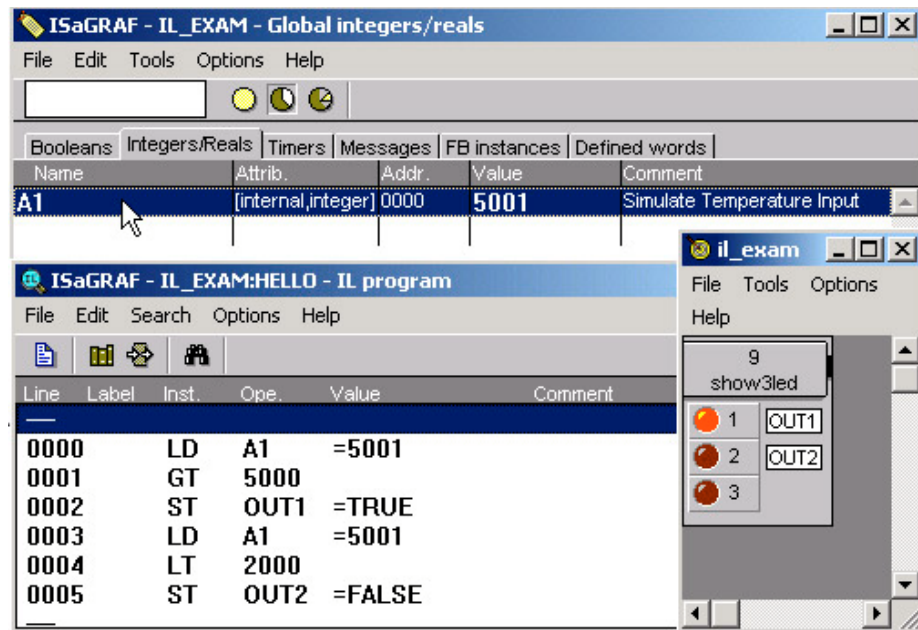 ISaGRAF - IL_EXAM - Global integers/reals
File Edit Tools Options Help
Booleans Integers/Reals Timers Messages FB instances Defined words
Name Attrib. Addr. Value Comment
A1 [internal,integer] 0000 5001 Simulate Temperature Input
ISaGRAF - IL_EXAM:HELLO - IL program
File Edit Search Options Help
Line Label Inst. Ope. Value Comment
0000 LD A1 =5001
0001 GT 5000
0002 ST OUT1 =TRUE
0003 LD A1 =5001
0004 LT 2000
0005 ST OUT2 =FALSE
il_exam
File Tools Options
Help
9
show3led
1 OUT1
2 OUT2
3